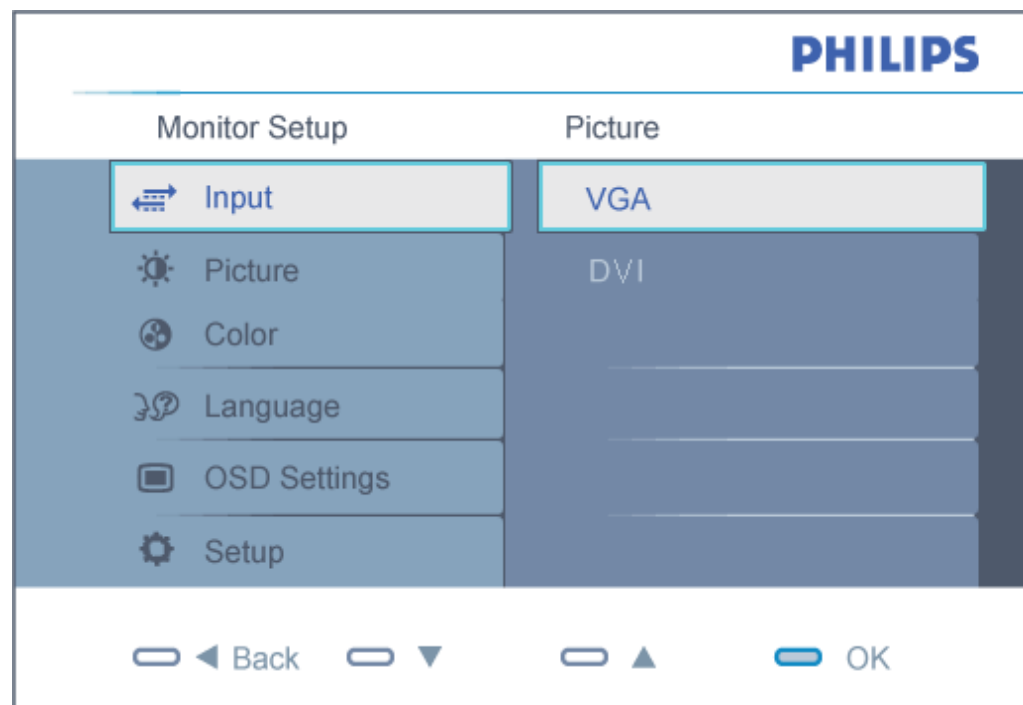 PHILIPS
Monitor Setup Picture
Input VGA
Picture DVI
Color
Language
OSD Settings
Setup
Back OK